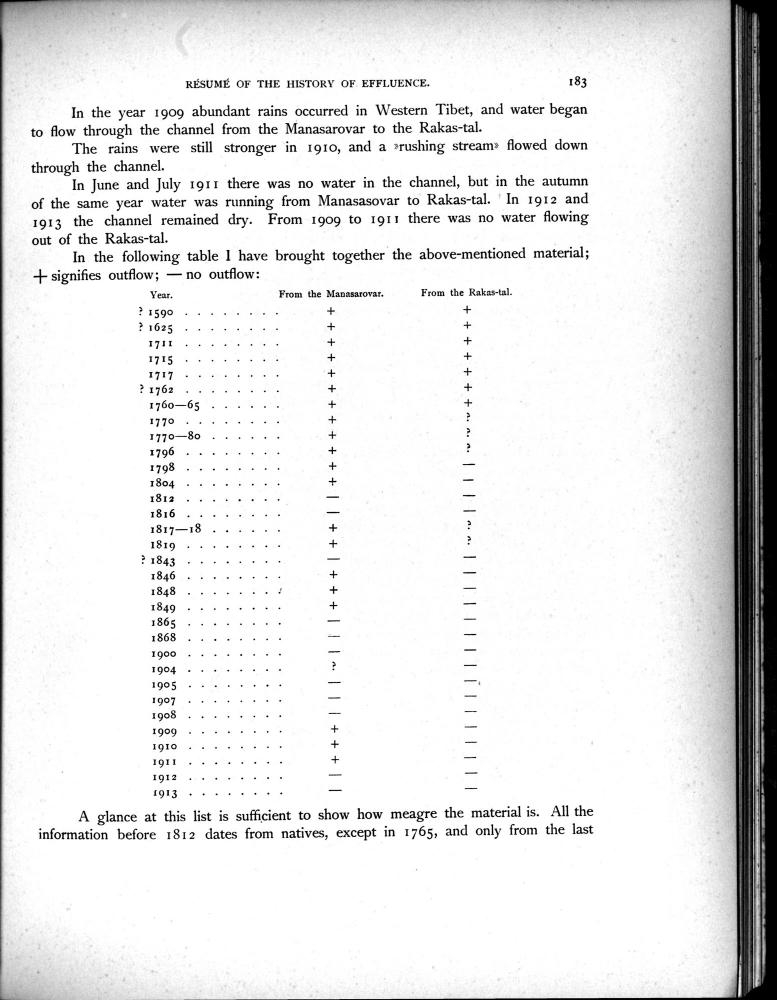 RÉSUMÉ OF THE HISTORY OF EFFLUENCE. 183
In the year 1909 abundant rains occurred in Western Tibet, and water began
to flow through the channel from the Manasarovar to the Rakas-tal.
The rains were still stronger in 1910, and a »rushing stream» flowed down
through the channel.
In June and July 1911 there was no water in the channel, but in the autumn
of the same year water was running from Manasasovar to Rakas-tal. In 1912 and
1913 the channel remained dry. From 1909 to 1911 there was no water flowing
out of the Rakas-tal.
In the following table I have brought together the above-mentioned material;
+ signifies outflow; — no outflow:
Year. From the Manasarovar. From the Rakas-tal.
? 1590 . . . . . . . . + +
? 1625 . . . . . . . . + +
1711 . . . . . . . . + +
1715 . . . . . . . . + +
1717 . . . . . . . . + +
? 1762 . . . . . . . . + +
1760—65 . . . . . . + +
1770 . . . . . . . . + ?
1770—80 . . . . . . + ?
1796 . . . . . . . . + ?
1798 . . . . . . . . + —
1804 . . . . . . . . + —
1812 . . . . . . . . — —
1816 . . . . . . . . — —
1817—18 . . . . . . + ?
1819 . . . . . . . . + ?
? 1843 . . . . . . . . — —
1846 . . . . . . . . + —
1848 . . . . . . . . + —
1849 . . . . . . . . + —
1865 . . . . . . . . — —
1868 . . . . . . . . — —
1900 . . . . . . . . — —
1904 . . . . . . . . ? —
1905 . . . . . . . . — —
1907 . . . . . . . . — —
1908 . . . . . . . . — —
1909 . . . . . . . . + —
1910 . . . . . . . . + —
1911 . . . . . . . . + —
1912 . . . . . . . . — —
1913 . . . . . . . . — —
A glance at this list is sufficient to show how meagre the material is. All the
information before 1812 dates from natives, except in 1765, and only from the last